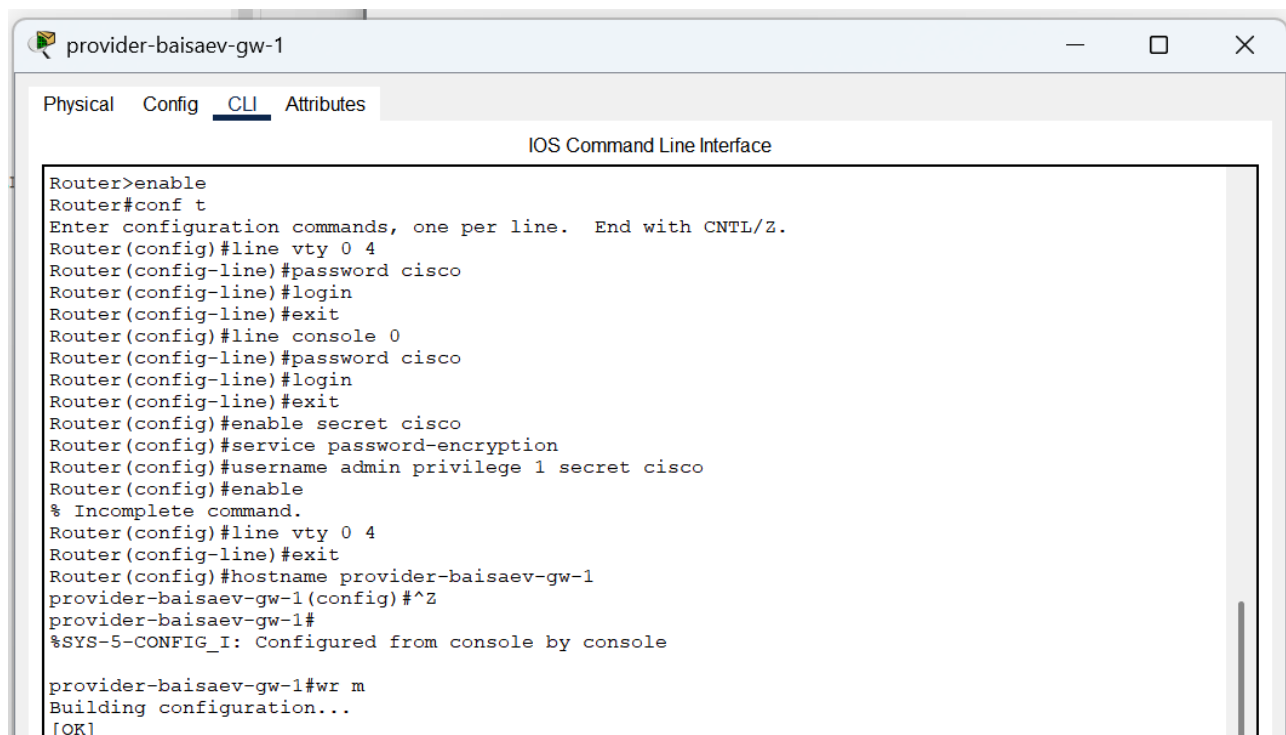 provider-baisaev-gw-1
Physical Config CLI Attributes
IOS Command Line Interface
Router>enable
Router#conf t
Enter configuration commands, one per line.  End with CNTL/Z.
Router(config)#line vty 0 4
Router(config-line)#password cisco
Router(config-line)#login
Router(config-line)#exit
Router(config)#line console 0
Router(config-line)#password cisco
Router(config-line)#login
Router(config-line)#exit
Router(config)#enable secret cisco
Router(config)#service password-encryption
Router(config)#username admin privilege 1 secret cisco
Router(config)#enable
% Incomplete command.
Router(config)#line vty 0 4
Router(config-line)#exit
Router(config)#hostname provider-baisaev-gw-1
provider-baisaev-gw-1(config)#^Z
provider-baisaev-gw-1#
%SYS-5-CONFIG_I: Configured from console by console
provider-baisaev-gw-1#wr m
Building configuration...
[OK]